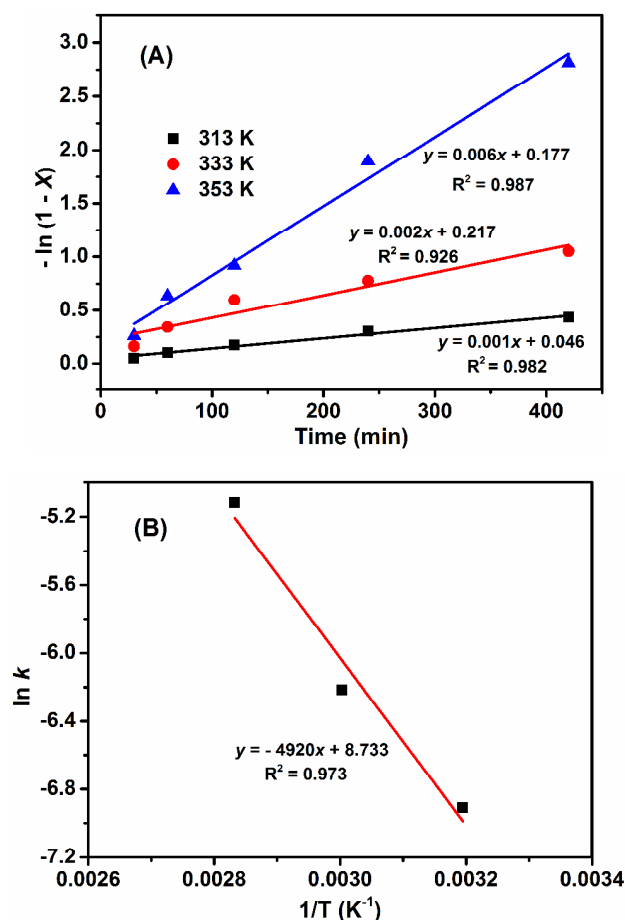 (A)
3.0
2.5
2.0
1.5
1.0
0.5
0.0
- ln (1 - X)
313 K
333 K
353 K
y = 0.006x + 0.177
R² = 0.987
y = 0.002x + 0.217
R² = 0.926
y = 0.001x + 0.046
R² = 0.982
0 100 200 300 400
Time (min)
(B)
-5.2
-5.6
-6.0
-6.4
-6.8
-7.2
ln k
y = - 4920x + 8.733
R² = 0.973
0.0026 0.0028 0.0030 0.0032 0.0034
1/T (K⁻¹)